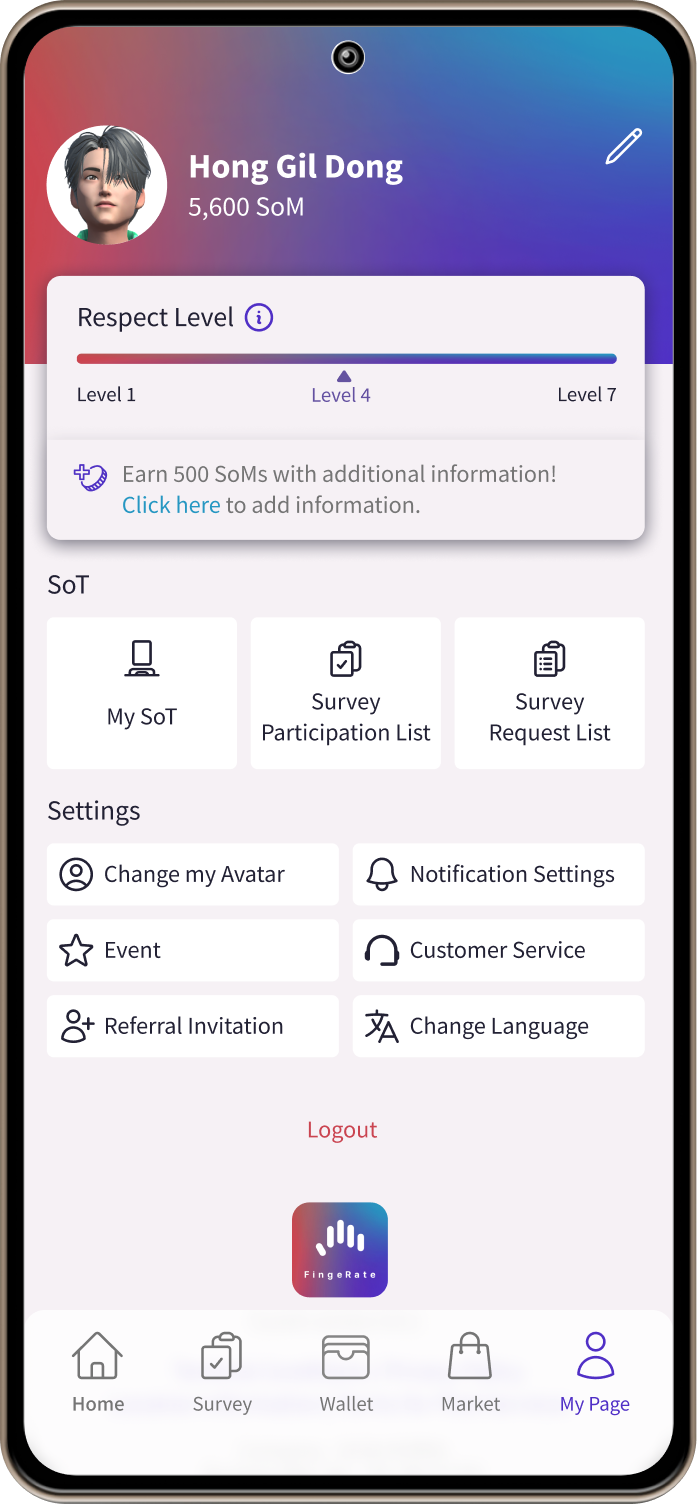 Hong Gil Dong
5,600 SoM
Respect Level
Level 1
Level 4
Level 7
Earn 500 SoMs with additional information!
Click here to add information.
SoT
My SoT
Survey
Participation List
Survey
Request List
Settings
Change my Avatar
Notification Settings
Event
Customer Service
Referral Invitation
Change Language
Logout
FingeRate
Home
Survey
Wallet
Market
My Page